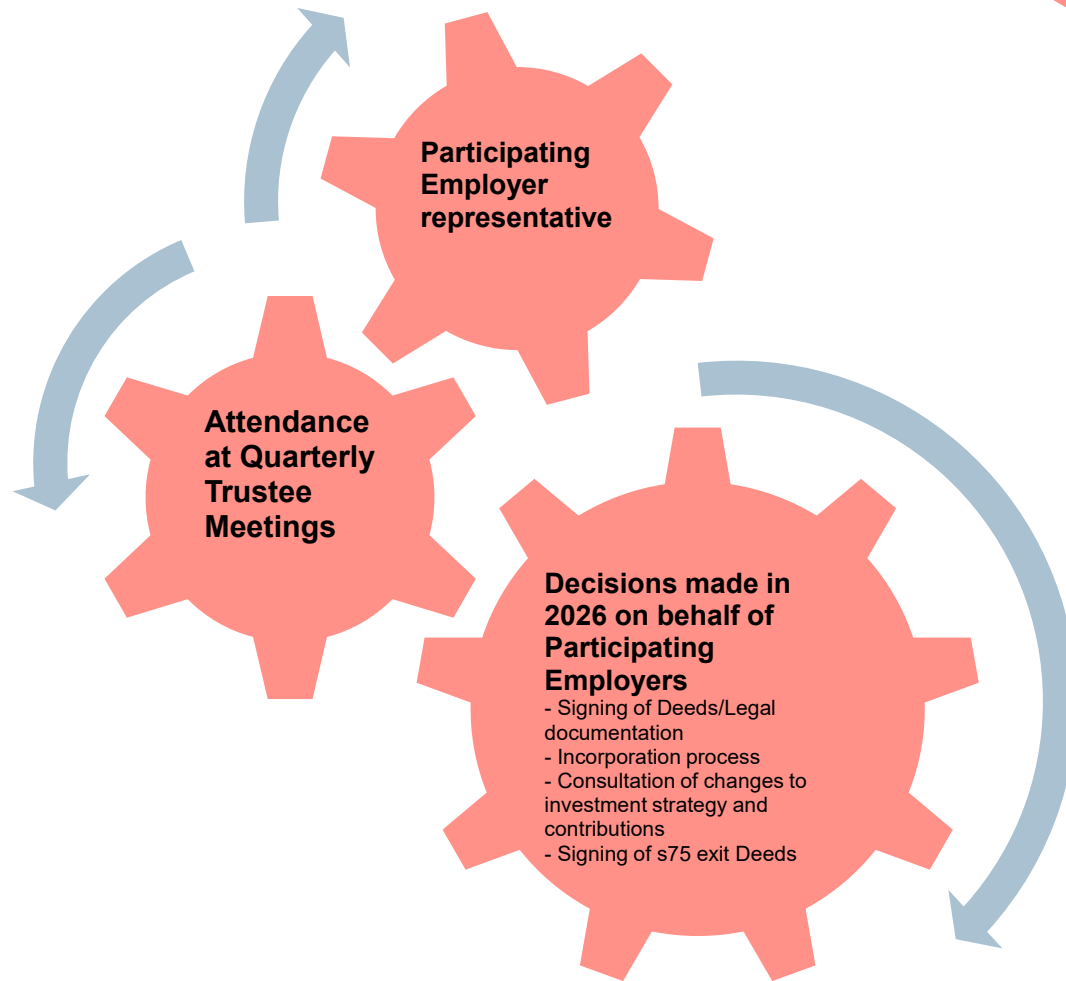 Participating
Employer
representative
Attendance
at Quarterly
Trustee
Meetings
Decisions made in
2026 on behalf of
Participating
Employers
- Signing of Deeds/Legal
documentation
- Incorporation process
- Consultation of changes to
investment strategy and
contributions
- Signing of s75 exit Deeds